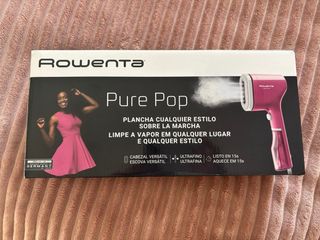 Rowenta
Pure Pop
PLANCHA CUALQUIER ESTILO
SOBRE LA MARCHA
LIMPE A VAPOR EM QUALQUER LUGAR
E QUALQUER ESTILO
CABEZAL VERSÁTIL
ESCOVA VERSÁTIL
ULTRAFINO
ULTRAFINA
LISTO EN 15s
AQUECE EM 15s
GERMANY